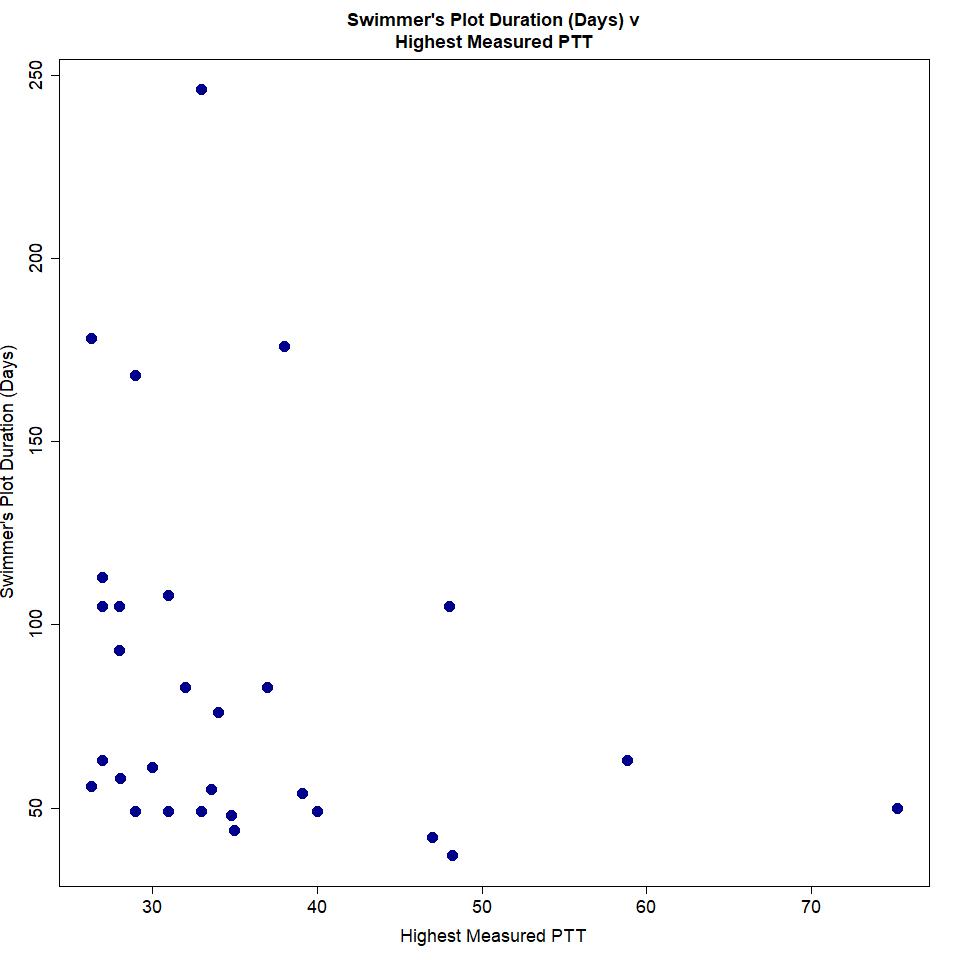 Swimmer's Plot Duration (Days) v
Highest Measured PTT
250
200
150
100
50
Swimmer's Plot Duration (Days)
30 40 50 60 70
Highest Measured PTT